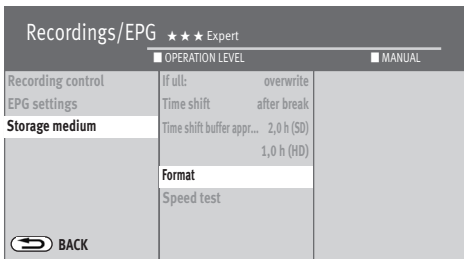 Recordings/EPG ★★★ Expert
OPERATION LEVEL MANUAL
Recording control If ull: overwrite
EPG settings Time shift after break
Storage medium Time shift buffer appr... 2,0 h (SD)
1,0 h (HD)
Format
Speed test
BACK